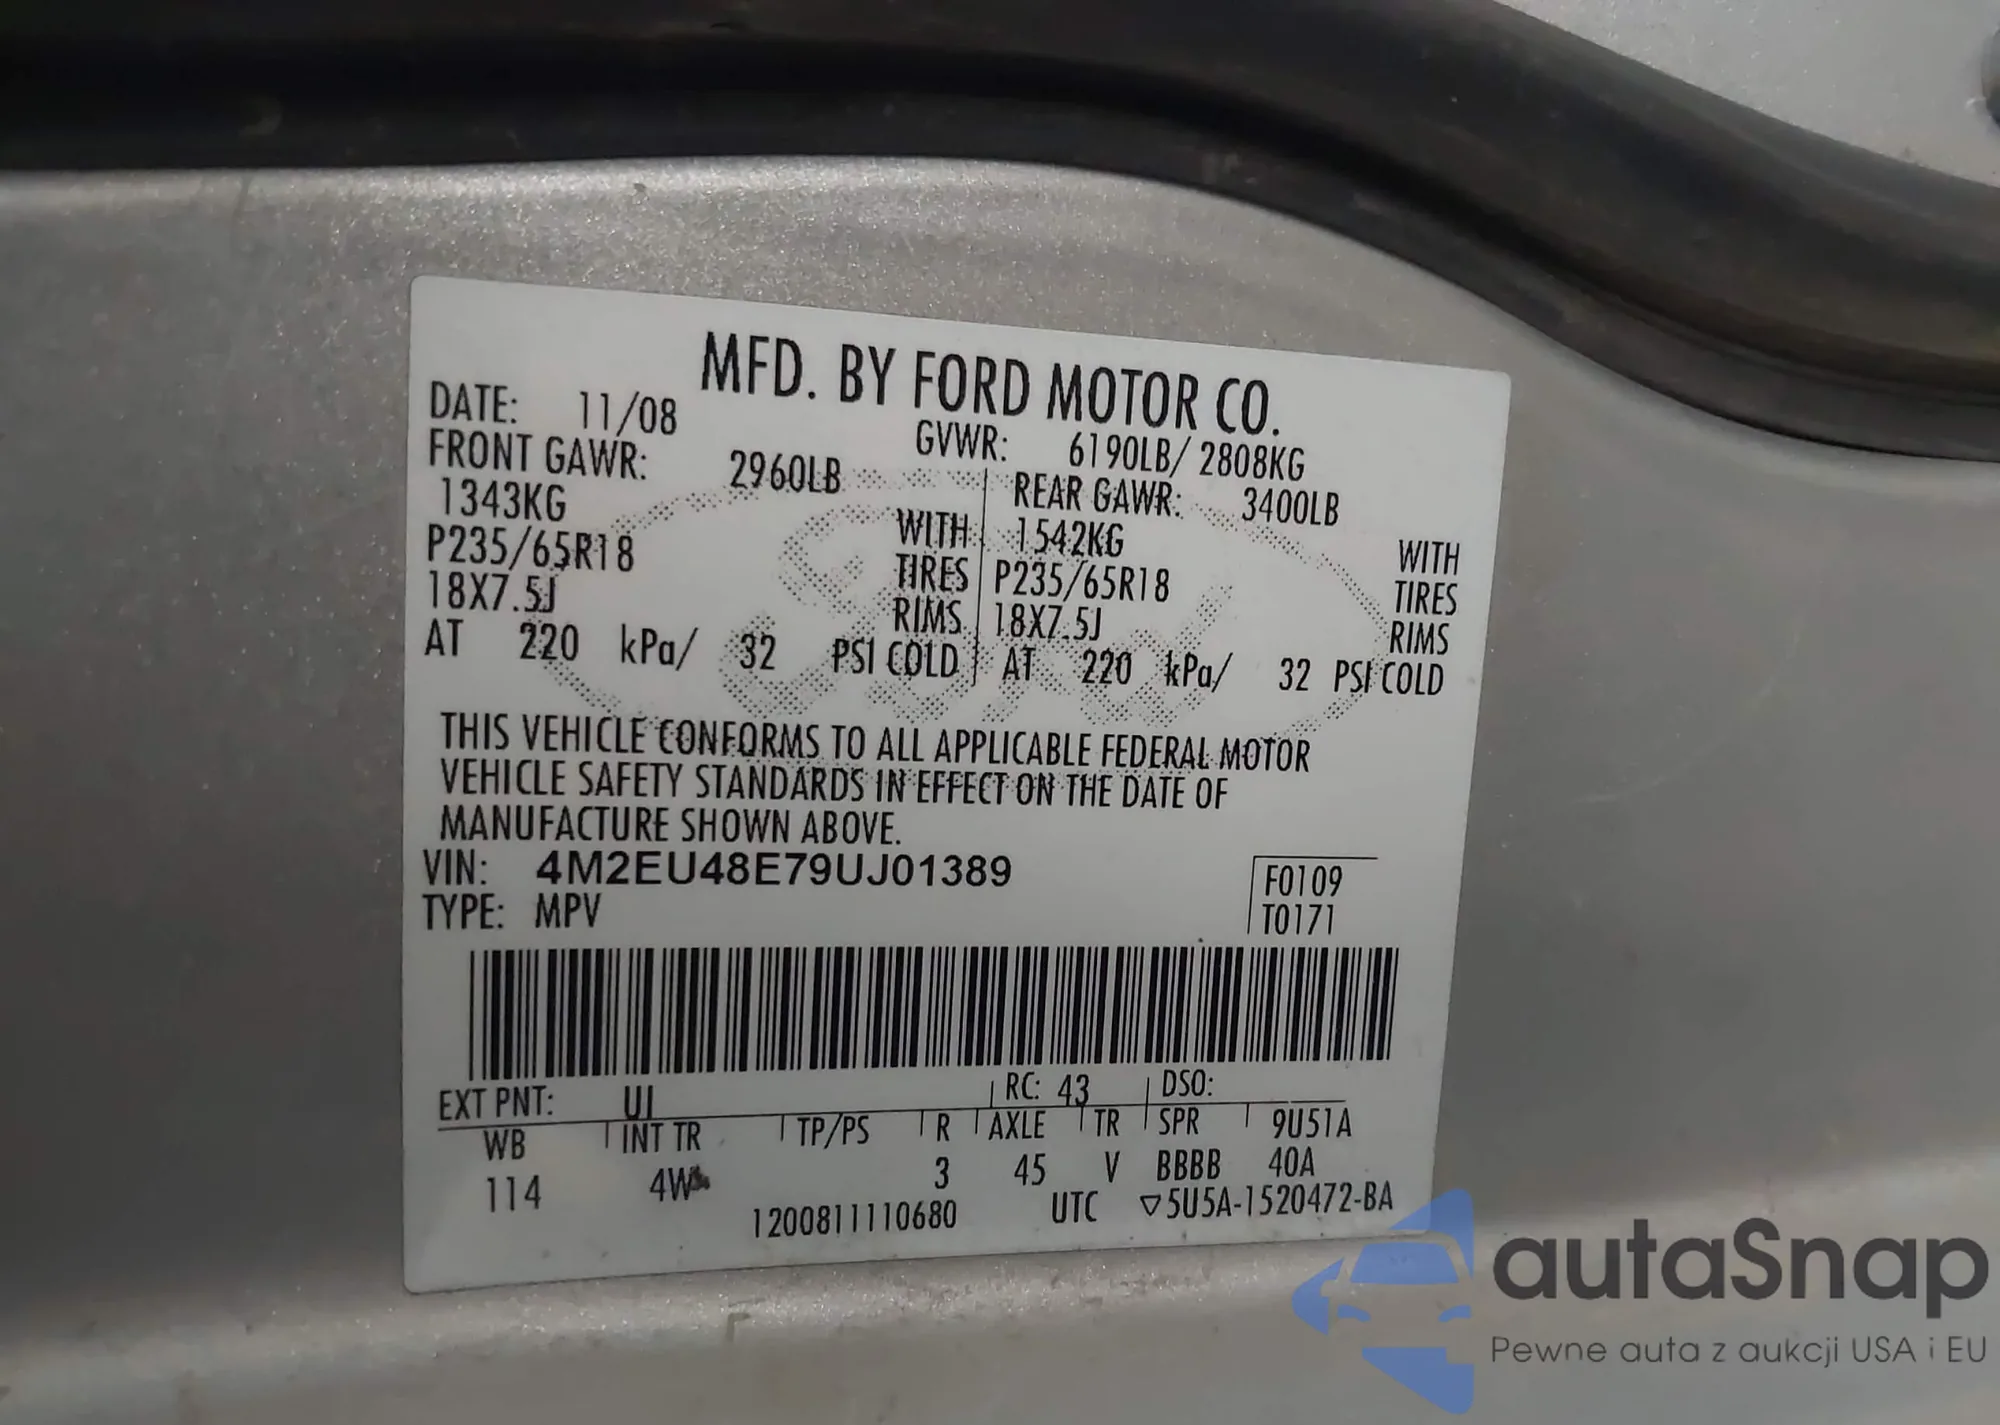 MFD. BY FORD MOTOR CO.
DATE: 11/08 GVWR: 6190LB/ 2808KG
FRONT GAWR: 2960LB REAR GAWR: 3400LB
1343KG WITH 1542KG WITH
P235/65R18 TIRES P235/65R18 TIRES
18X7.5J RIMS 18X7.5J RIMS
AT 220 kPa/ 32 PSI COLD AT 220 kPa/ 32 PSI COLD
THIS VEHICLE CONFORMS TO ALL APPLICABLE FEDERAL MOTOR
VEHICLE SAFETY STANDARDS IN EFFECT ON THE DATE OF
MANUFACTURE SHOWN ABOVE.
VIN: 4M2EU48E79UJ01389 F0109
TYPE: MPV T0171
EXT PNT: UI RC: 43 DSO:
WB INT TR TP/PS R AXLE TR SPR 9U51A
114 4W 3 45 V BBBB 40A
1200811110680 UTC ▽5U5A-1520472-BA
Ford
autaSnap
Pewne auta z aukcji USA i EU